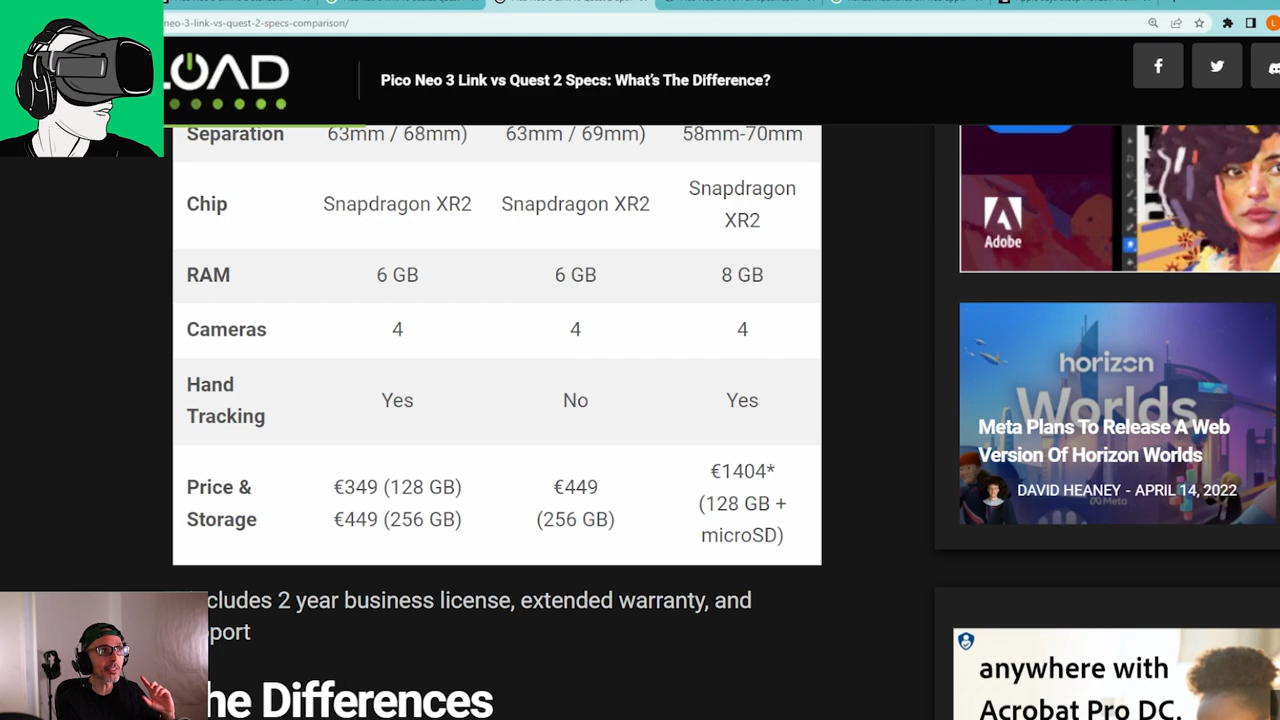 neo-3-link-vs-quest-2-specs-comparison/
LOAD
Pico Neo 3 Link vs Quest 2 Specs: What's The Difference?
Separation 63mm / 68mm) 63mm / 69mm) 58mm-70mm
Chip Snapdragon XR2 Snapdragon XR2 Snapdragon
XR2
RAM 6 GB 6 GB 8 GB
Cameras 4 4 4
Hand
Tracking Yes No Yes
Price &
Storage
€349 (128 GB)
€449 (256 GB)
€449
(256 GB)
€1404*
(128 GB +
microSD)
cludes 2 year business license, extended warranty, and
port
he Differences
Adobe
horizon
Worlds
Meta Plans To Release A Web
Version Of Horizon Worlds
DAVID HEANEY - APRIL 14, 2022
Meta
anywhere with
Acrobat Pro DC.